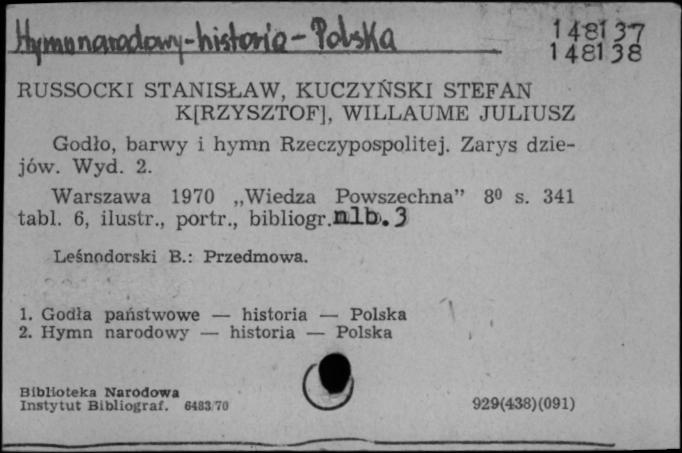 Hymn narodowy - historia - Polska
148137
148138
RUSSOCKI STANISŁAW, KUCZYŃSKI STEFAN
K[RZYSZTOF], WILLAUME JULIUSZ
Godło, barwy i hymn Rzeczypospolitej. Zarys dzie-
jów. Wyd. 2.
Warszawa 1970 „Wiedza Powszechna” 8⁰ s. 341
tabl. 6, ilustr., portr., bibliogr. nlb. 3
Leśnodorski B.: Przedmowa.
1. Godła państwowe — historia — Polska
2. Hymn narodowy — historia — Polska
Biblioteka Narodowa
Instytut Bibliograf. 6483/70
929(438)(091)